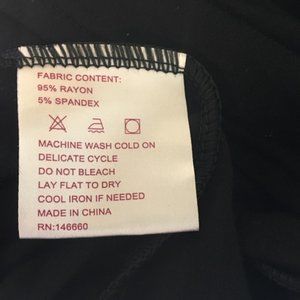 FABRIC CONTENT:
95% RAYON
5% SPANDEX
MACHINE WASH COLD ON
DELICATE CYCLE
DO NOT BLEACH
LAY FLAT TO DRY
COOL IRON IF NEEDED
MADE IN CHINA
RN:146660